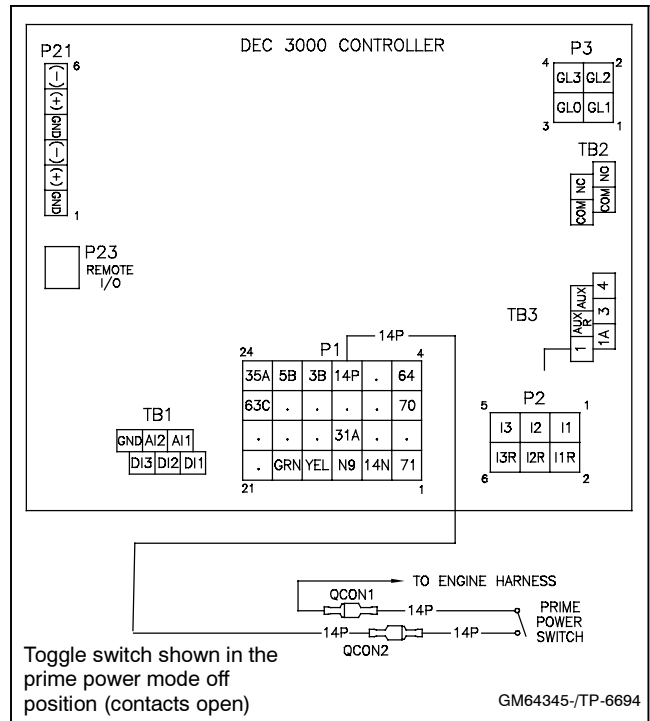 DEC 3000 CONTROLLER
P21
6
(-)
(+)
GND
(-)
(+)
GND
1
P23
REMOTE
I/O
P3
4 2
GL3 GL2
GL0 GL1
3 1
TB2
COM NC
COM NO
TB3
AUX 4
AUX R 3
1 1A
14P
P1
24 4
35A 5B 3B 14P . 64
63C . . . . 70
. . . 31A . .
. GRN YEL N9 14N 71
21 1
TB1
GND AI2 AI1
DI3 DI2 DI1
P2
5 1
I3 I2 I1
I3R I2R I1R
6 2
TO ENGINE HARNESS
QCON1
14P
PRIME
POWER
SWITCH
14P
14P
QCON2
Toggle switch shown in the
prime power mode off
position (contacts open)
GM64345-/TP-6694